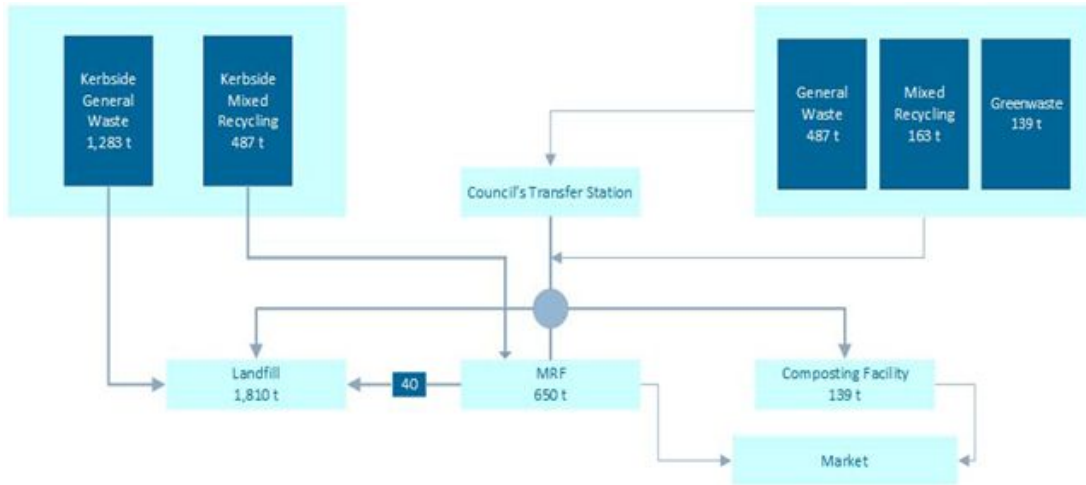 Kerbside
General
Waste
1,283 t
Kerbside
Mixed
Recycling
487 t
General
Waste
487 t
Mixed
Recycling
163 t
Greenwaste
139 t
Council's Transfer Station
Landfill
1,810 t
40
MRF
650 t
Composting Facility
139 t
Market